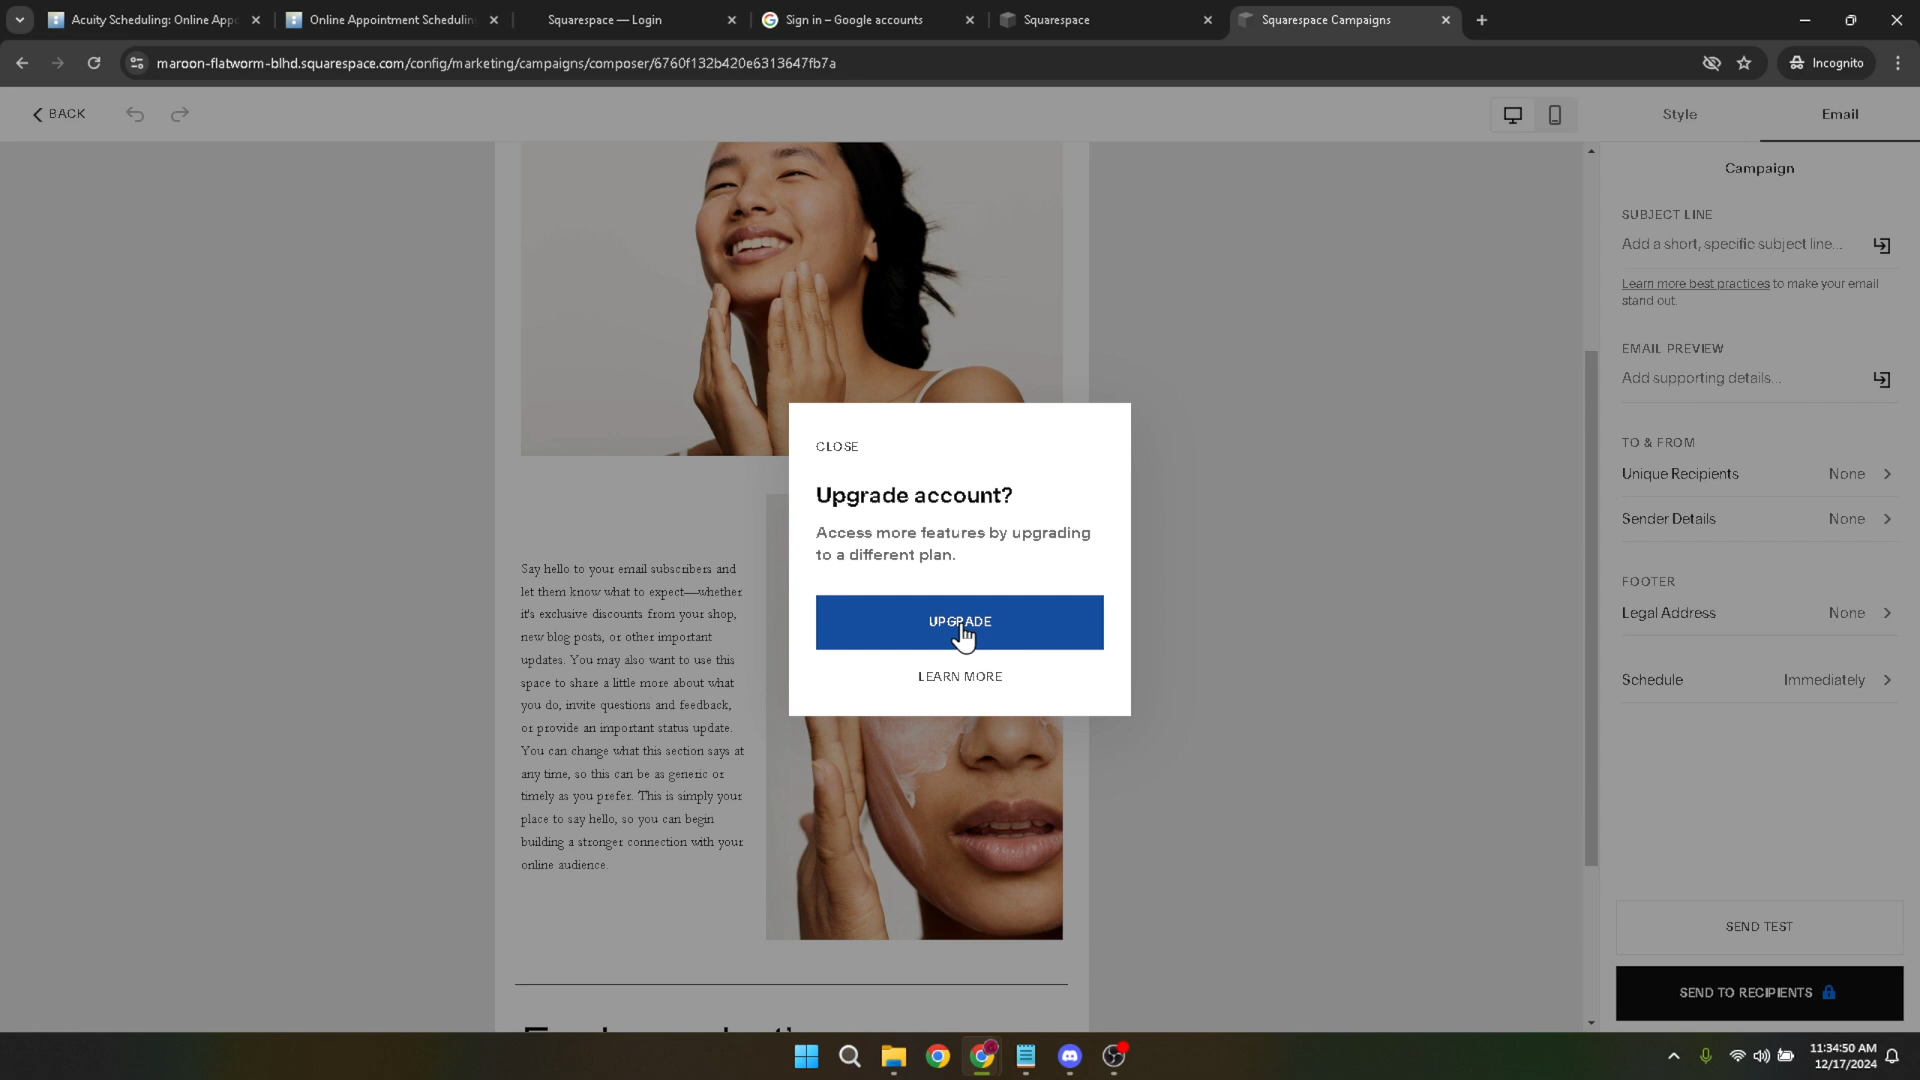 Acuity Scheduling: Online Appo
Online Appointment Schedulin
Squarespace — Login
Sign in – Google accounts
Squarespace
Squarespace Campaigns
maroon-flatworm-blhd.squarespace.com/config/marketing/campaigns/composer/6760f132b420e6313647fb7a
Incognito
BACK
Style
Email
Campaign
SUBJECT LINE
Add a short, specific subject line...
Learn more best practices to make your email
stand out.
EMAIL PREVIEW
Add supporting details...
TO & FROM
Unique Recipients None
Sender Details None
FOOTER
Legal Address None
Schedule Immediately
SEND TEST
SEND TO RECIPIENTS
CLOSE
Upgrade account?
Access more features by upgrading
to a different plan.
UPGRADE
LEARN MORE
Say hello to your email subscribers and
let them know what to expect—whether
it's exclusive discounts from your shop,
new blog posts, or other important
updates. You may also want to use this
space to share a little more about what
you do, invite questions and feedback,
or provide an important status update.
You can change what this section says at
any time, so this can be as generic or
timely as you prefer. This is simply your
place to say hello, so you can begin
building a stronger connection with your
online audience.
11:34:50 AM
12/17/2024